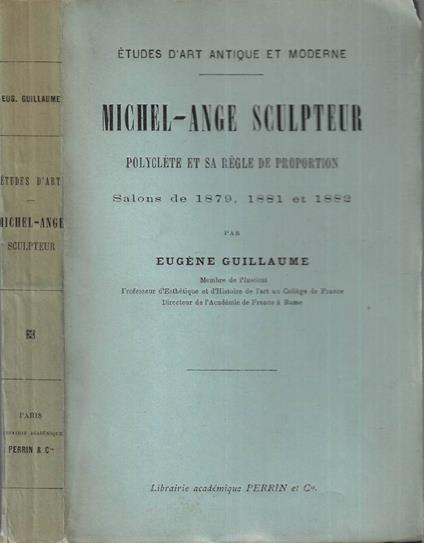 EUG. GUILLAUME
ÉTUDES D'ART
MICHEL-ANGE
SCULPTEUR
PARIS
LIBRAIRIE ACADÉMIQUE
PERRIN & Cie
ÉTUDES D'ART ANTIQUE ET MODERNE
MICHEL-ANGE SCULPTEUR
POLYCLÈTE ET SA RÈGLE DE PROPORTION
Salons de 1879, 1881 et 1882
PAR
EUGÈNE GUILLAUME
Membre de l'Institut
Professeur d'Esthétique et d'Histoire de l'art au Collège de France
Directeur de l'Académie de France à Rome
Librairie académique PERRIN et Cie.